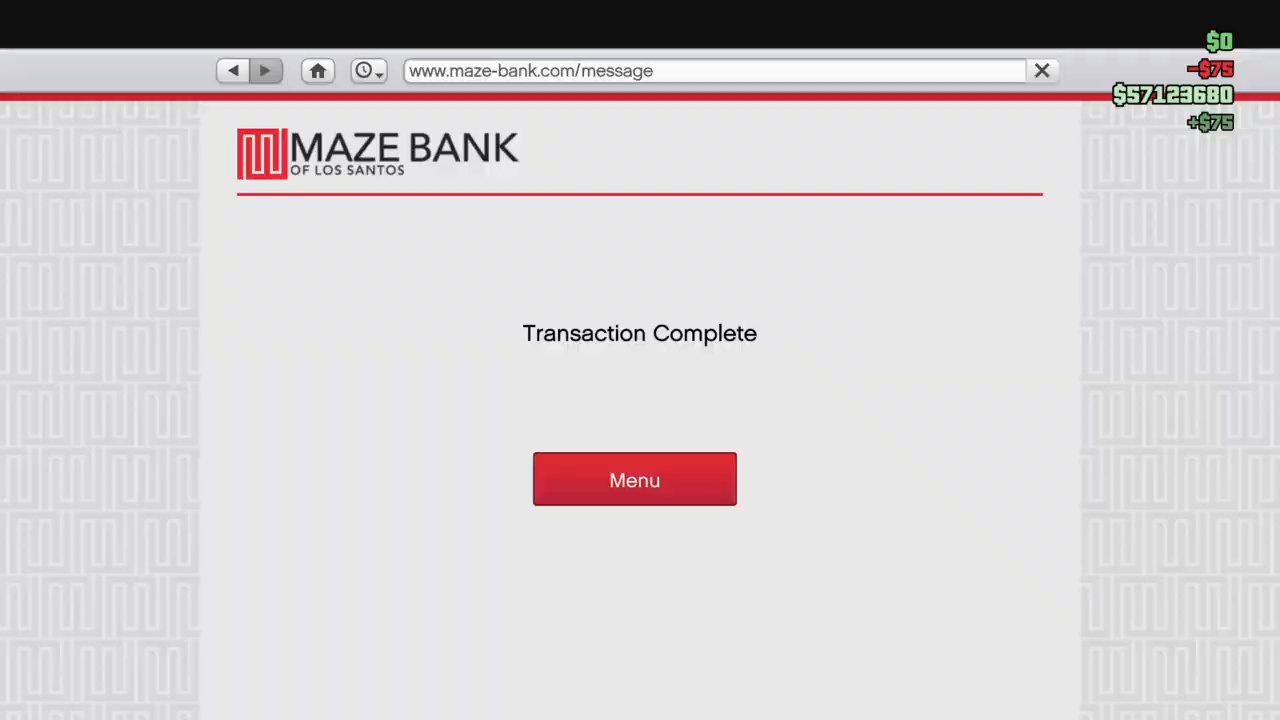 $0
-$75
www.maze-bank.com/message
$57123680
+$75
MAZE BANK
OF LOS SANTOS
Transaction Complete
Menu